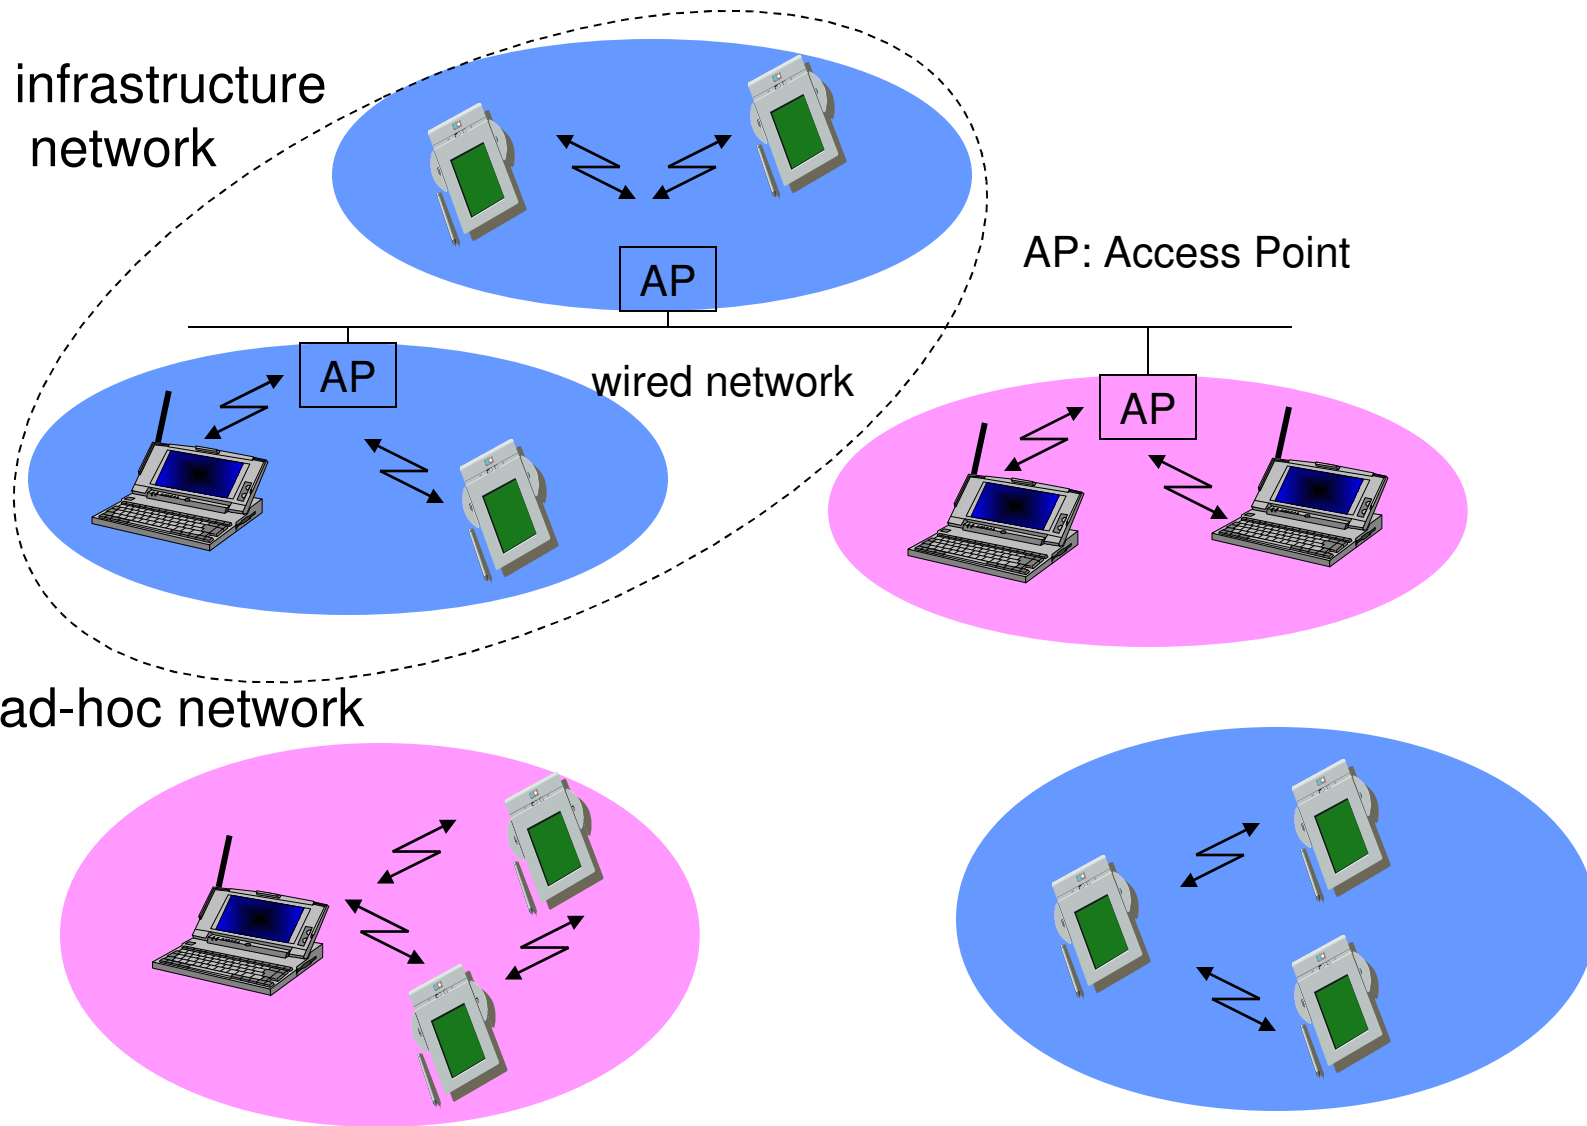 infrastructure
network
AP: Access Point
AP
AP
wired network
AP
ad-hoc network